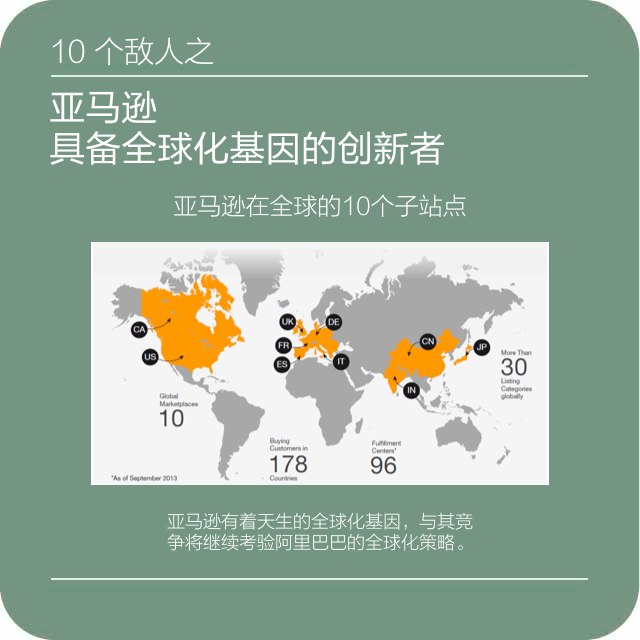 10 个敌人之
亚马逊
具备全球化基因的创新者
亚马逊在全球的10个子站点
CA
US
UK
DE
FR
ES
IT
CN
JP
IN
Global
Marketplaces
10
Buying
Customers in
178
Countries
Fulfillment
Centers*
96
More Than
30
Listing
Categories
globally
*As of September 2013
亚马逊有着天生的全球化基因，与其竞
争将继续考验阿里巴巴的全球化策略。